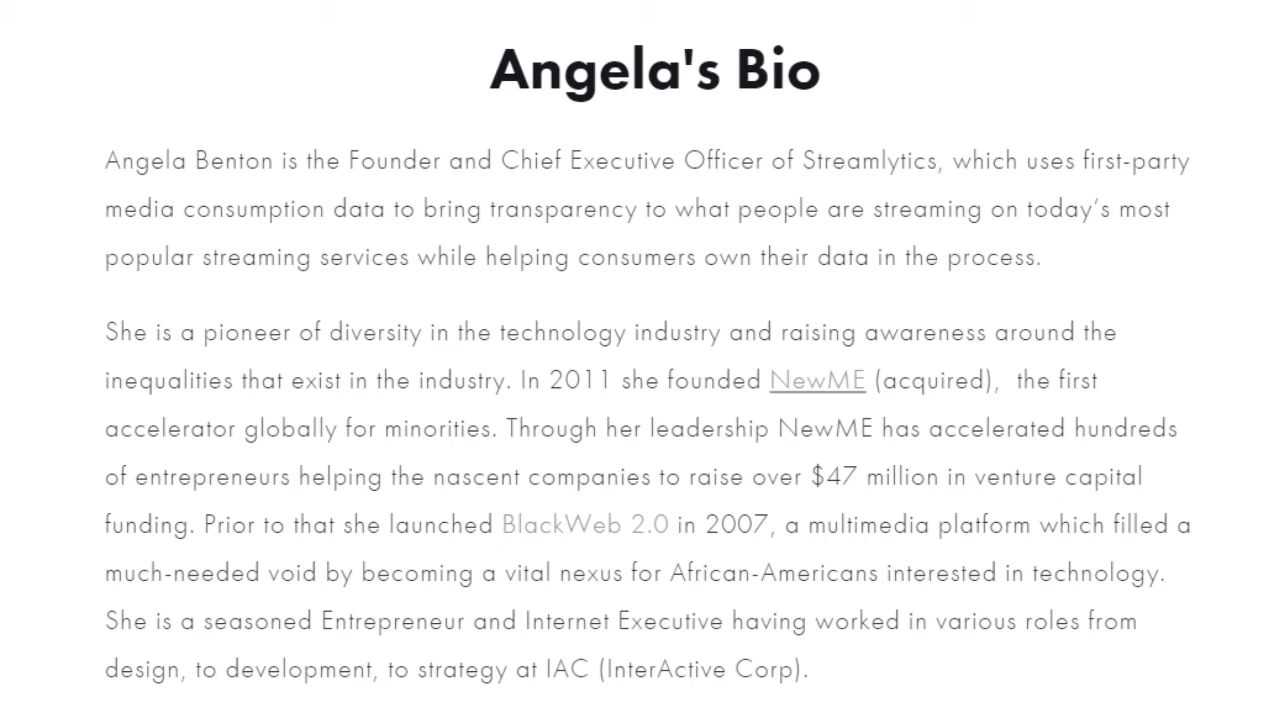 Angela's Bio
Angela Benton is the Founder and Chief Executive Officer of Streamlytics, which uses first-party
media consumption data to bring transparency to what people are streaming on today’s most
popular streaming services while helping consumers own their data in the process.
She is a pioneer of diversity in the technology industry and raising awareness around the
inequalities that exist in the industry. In 2011 she founded NewME (acquired),  the first
accelerator globally for minorities. Through her leadership NewME has accelerated hundreds
of entrepreneurs helping the nascent companies to raise over $47 million in venture capital
funding. Prior to that she launched BlackWeb 2.0 in 2007, a multimedia platform which filled a
much-needed void by becoming a vital nexus for African-Americans interested in technology.
She is a seasoned Entrepreneur and Internet Executive having worked in various roles from
design, to development, to strategy at IAC (InterActive Corp).